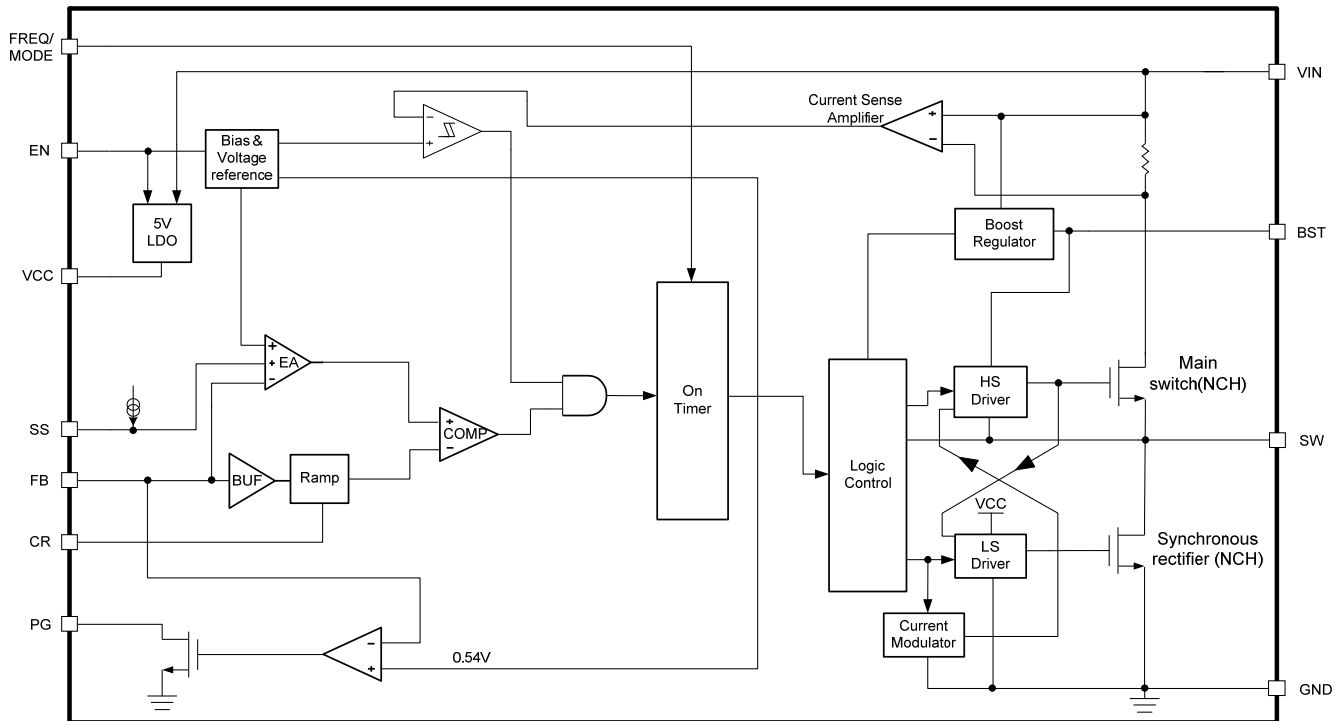 FREQ/
MODE
VIN
Current Sense
Amplifier
+
-
-
+
EN
Bias &
Voltage
reference
5V
LDO
VCC
Boost
Regulator
BST
+
+
-
EA
On
Timer
HS
Driver
Main
switch(NCH)
SS
+
-
COMP
SW
FB
BUF
Ramp
Logic
Control
VCC
CR
LS
Driver
Synchronous
rectifier (NCH)
PG
Current
Modulator
-
+
0.54V
GND